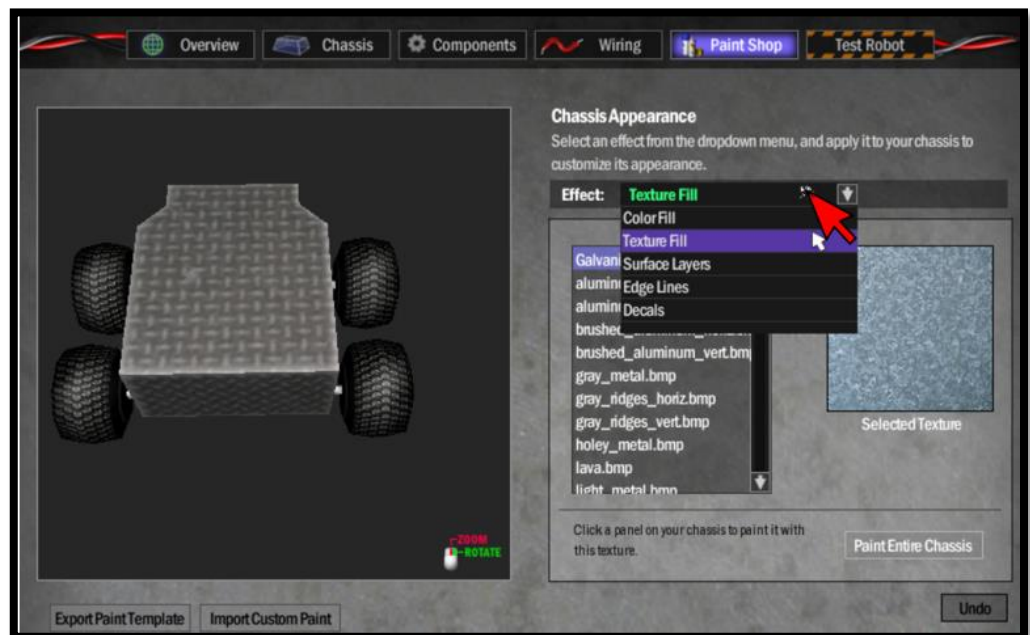 Overview
Chassis
Components
Wiring
Paint Shop
Test Robot
Chassis Appearance
Select an effect from the dropdown menu, and apply it to your chassis to
customize its appearance.
Effect:
Texture Fill
Color Fill
Texture Fill
Surface Layers
Edge Lines
Decals
brushed_aluminum_vert.bm
gray_metal.bmp
gray_ridges_horiz.bmp
gray_ridges_vert.bmp
holey_metal.bmp
lava.bmp
light_metal.bmp
Selected Texture
Click a panel on your chassis to paint it with
this texture.
Paint Entire Chassis
ZOOM
ROTATE
Export Paint Template
Import Custom Paint
Undo